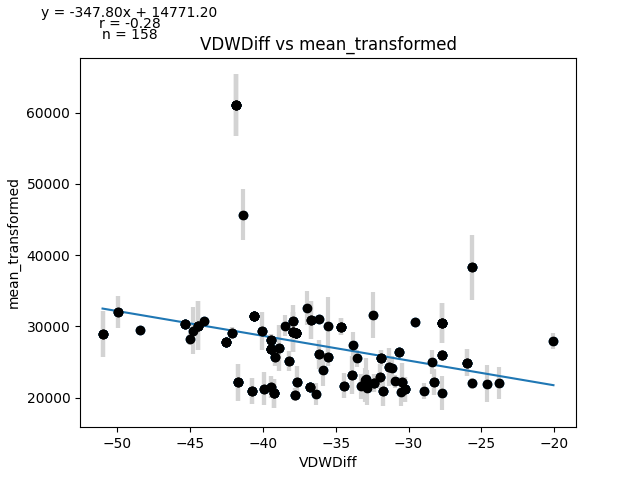 y = -347.80x + 14771.20
r = -0.28
n = 158
VDWDiff vs mean_transformed
mean_transformed
60000
50000
40000
30000
20000
−50
−45
−40
−35
−30
−25
−20
VDWDiff